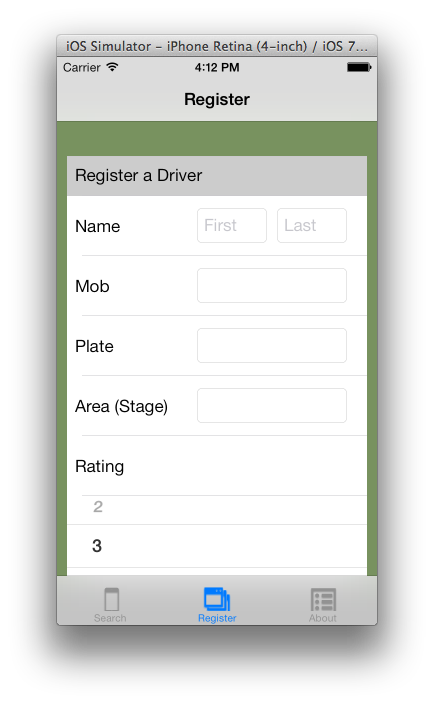 iOS Simulator – iPhone Retina (4-inch) / iOS 7...
Carrier 4:12 PM
Register
Register a Driver
Name First Last
Mob
Plate
Area (Stage)
Rating
2
3
Search Register About